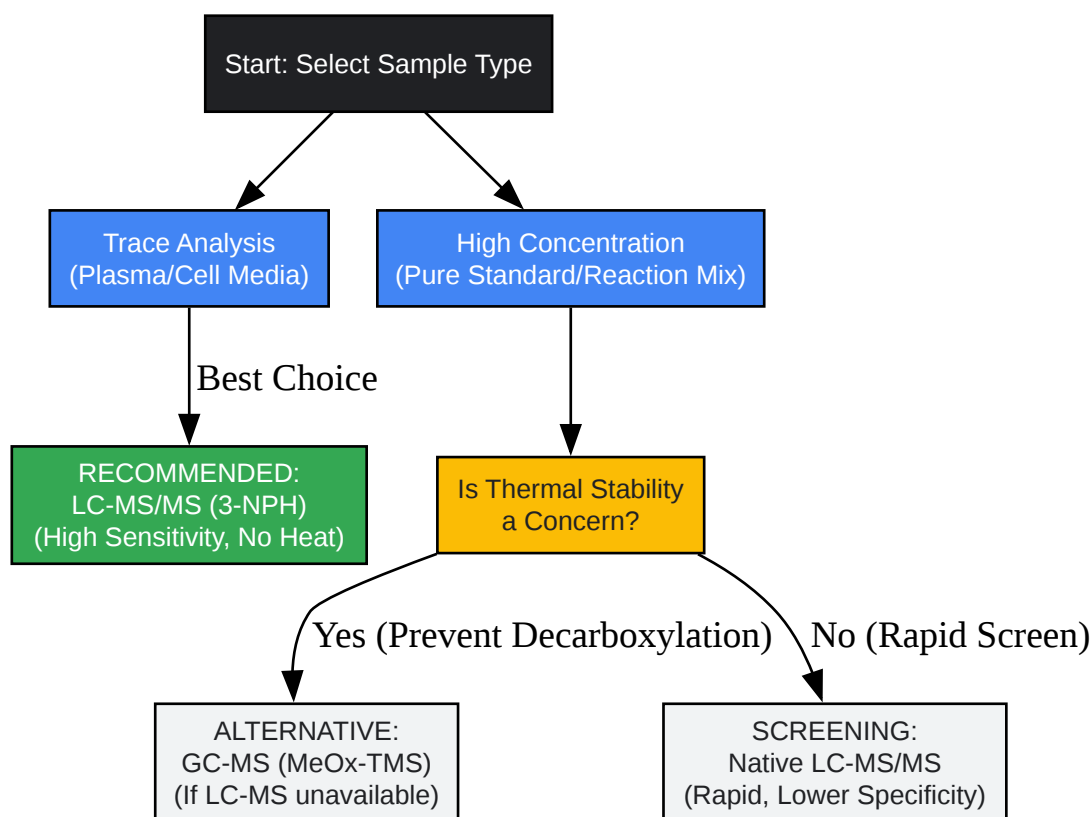 Start: Select Sample Type
Trace Analysis
(Plasma/Cell Media)
High Concentration
(Pure Standard/Reaction Mix)
Best Choice
RECOMMENDED:
LC-MS/MS (3-NPH)
(High Sensitivity, No Heat)
Is Thermal Stability
a Concern?
Yes (Prevent Decarboxylation)
No (Rapid Screen)
ALTERNATIVE:
GC-MS (MeOx-TMS)
(If LC-MS unavailable)
SCREENING:
Native LC-MS/MS
(Rapid, Lower Specificity)